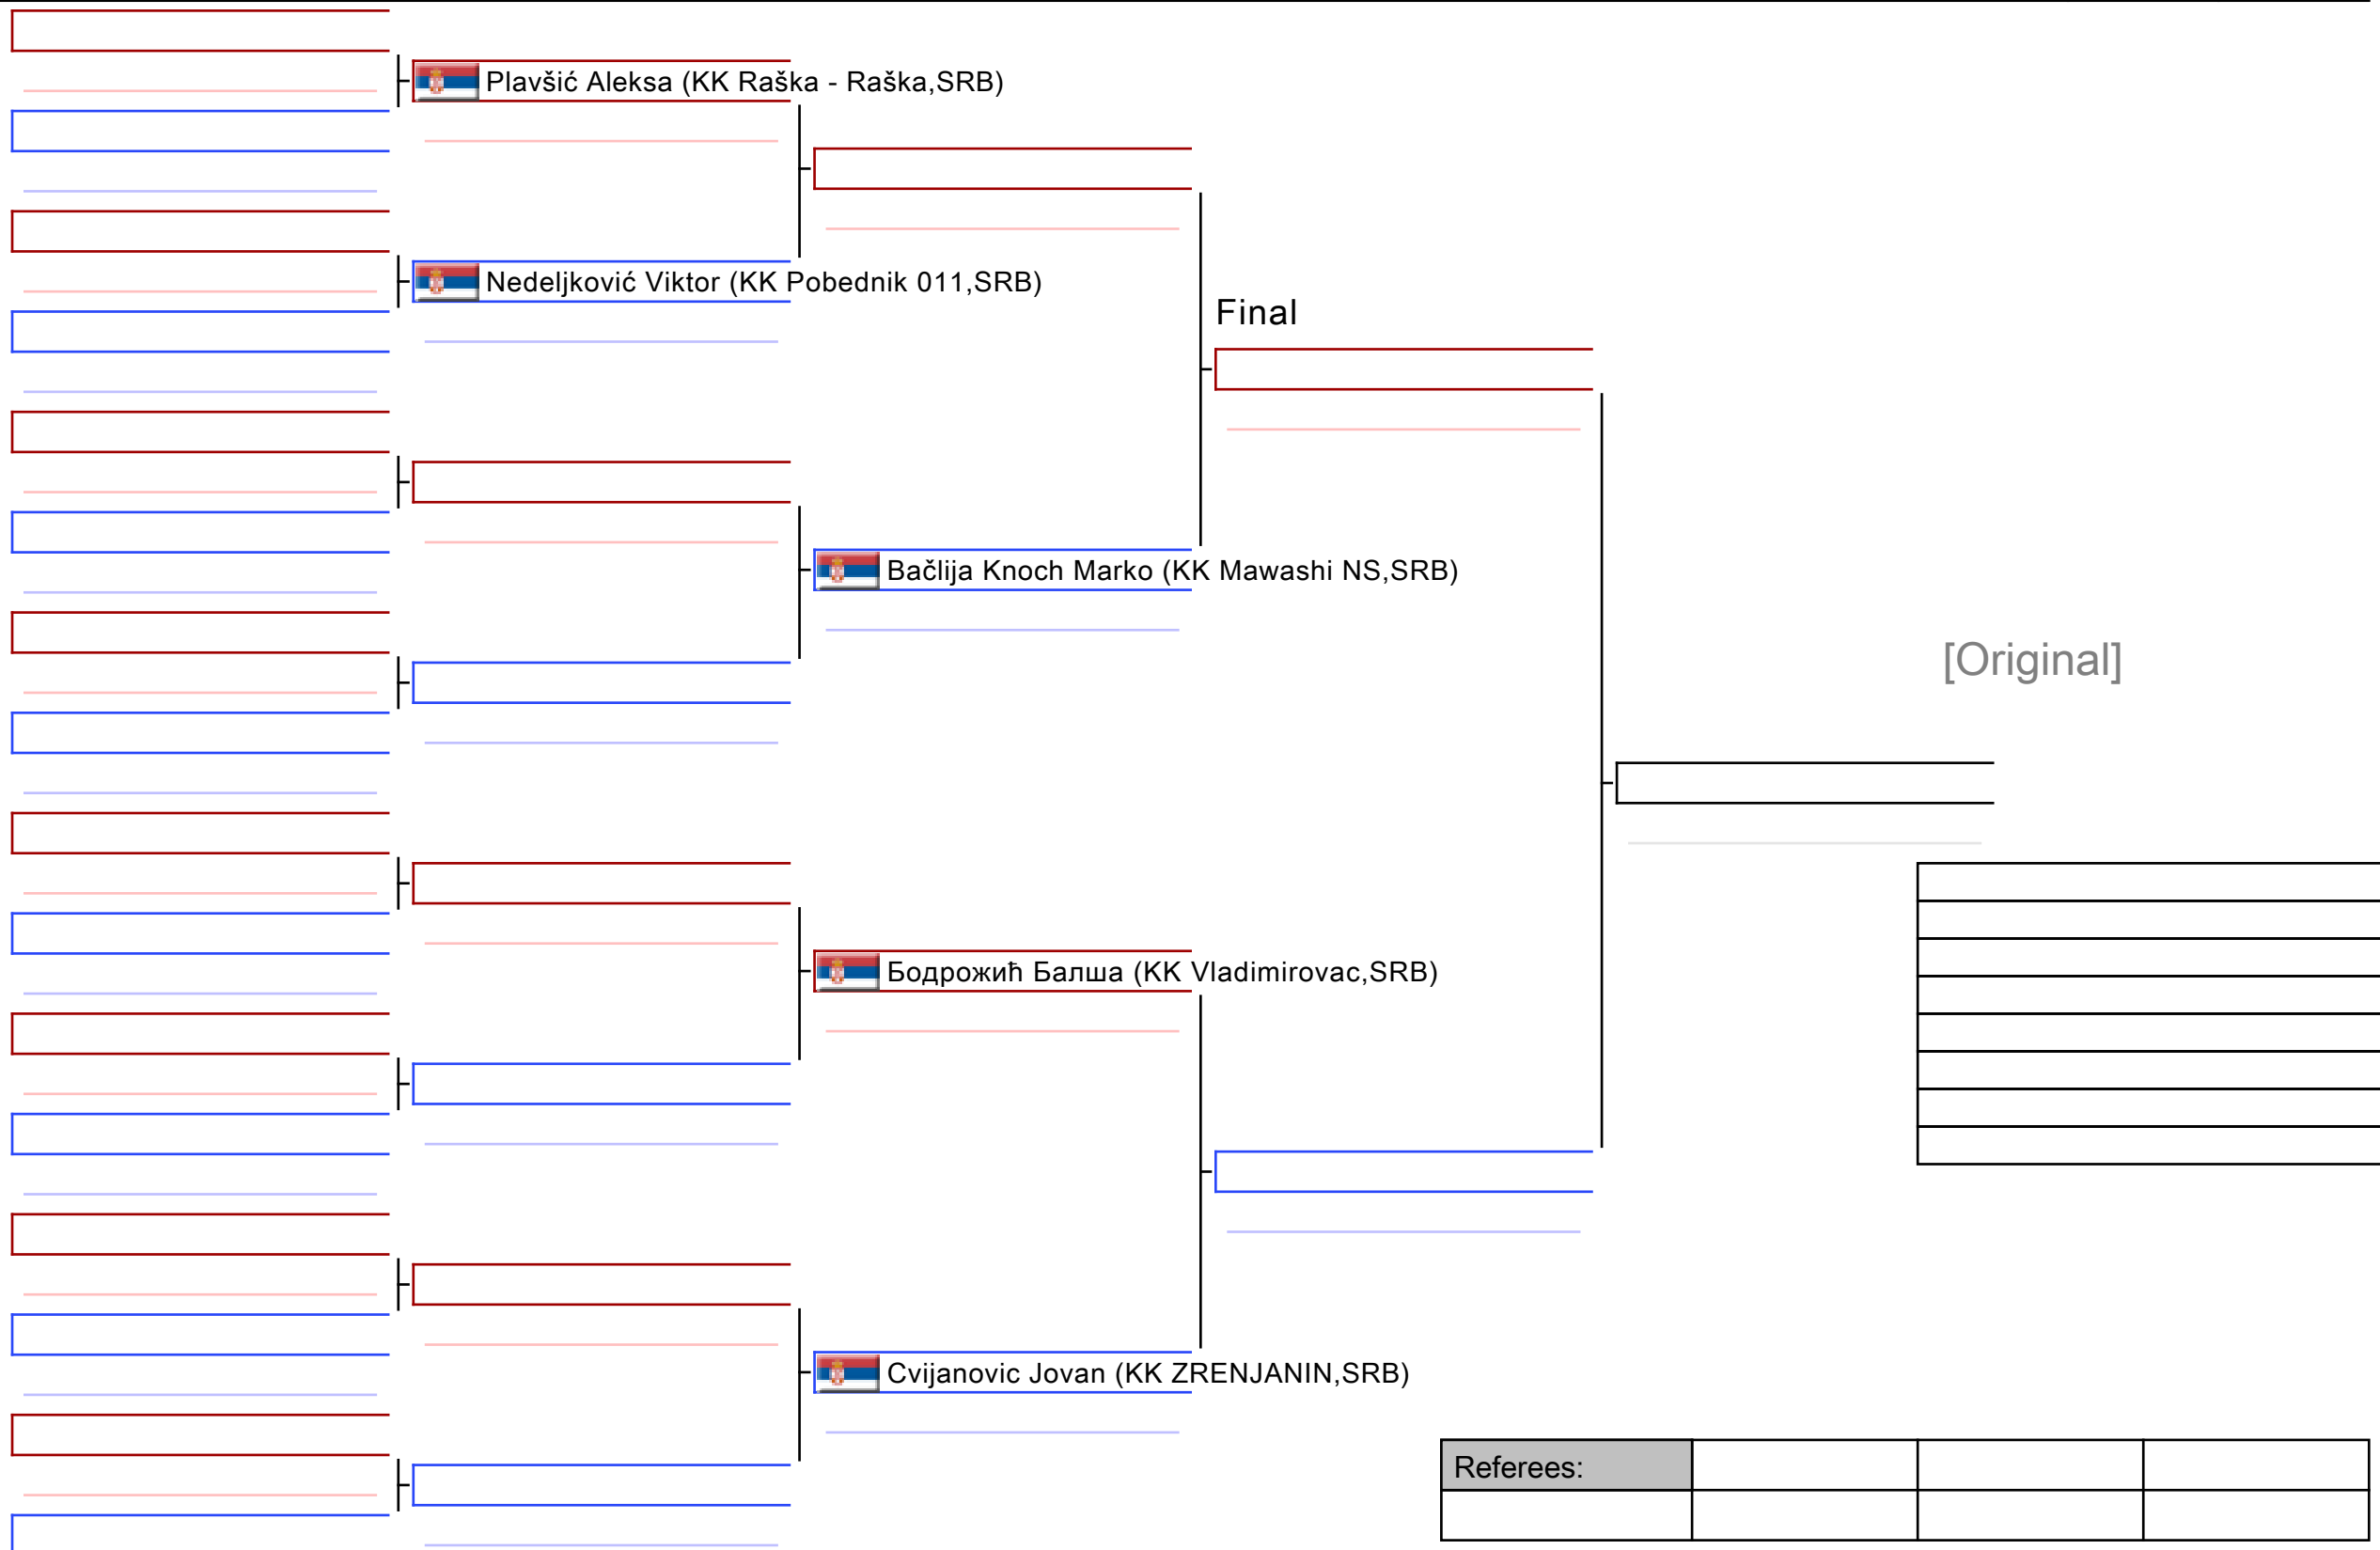 Plavšić Aleksa (KK Raška - Raška,SRB)
Nedeljković Viktor (KK Pobednik 011,SRB)
Final
Bačlija Knoch Marko (KK Mawashi NS,SRB)
[Original]
Бодрожић Балша (KK Vladimirovac,SRB)
Cvijanovic Jovan (KK ZRENJANIN,SRB)
Referees: